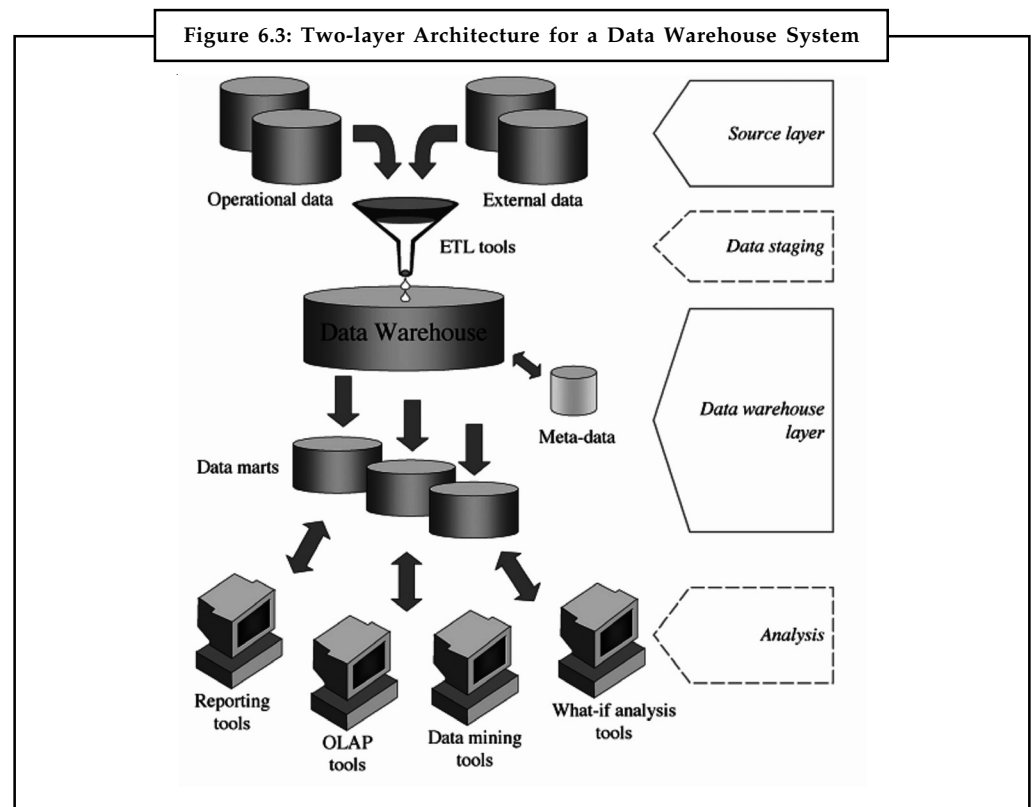 Figure 6.3: Two-layer Architecture for a Data Warehouse System
Source layer
Operational data
External data
ETL tools
Data staging
Data Warehouse
Meta-data
Data warehouse
layer
Data marts
Analysis
Reporting
tools
OLAP
tools
Data mining
tools
What-if analysis
tools